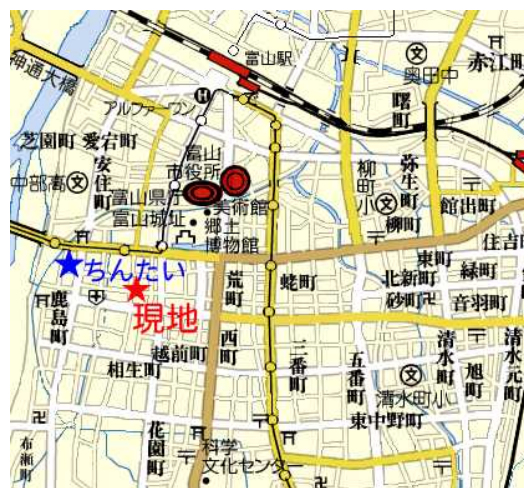 富山駅
赤江町
奥田中
神通大橋
アルファーワン
H
曙町
芝園町
愛宕町
安住町
中部高
富山
市役所
富山県庁
富山城址
美術館
郷土
博物館
柳町小
柳町
弥生町
館出町
住吉町
東町
緑町
北新町
砂町
音羽町
ちんたい
現地
鹿島町
荒町
蛯町
西町
越前町
相生町
二番町
五番町
清水町
旭町
清水元町
清水町小
東中野町
花園町
布瀬町
科学
文化センター